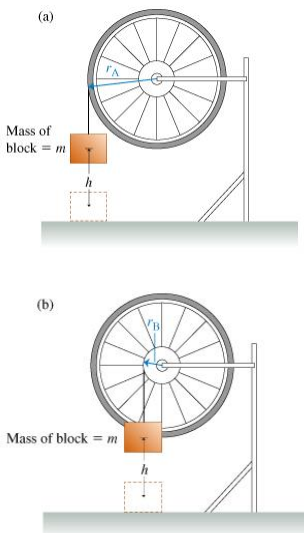 (a)
rA
Mass of
block = m
h
(b)
rB
Mass of block = m
h